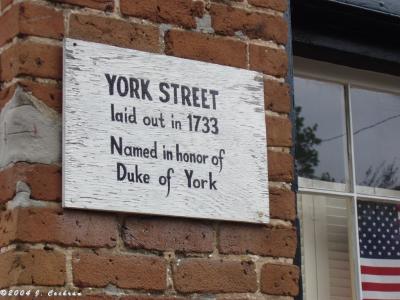 YORK STREET
laid out in 1733
Named in honor of
Duke of York
©2004 J. Cochran